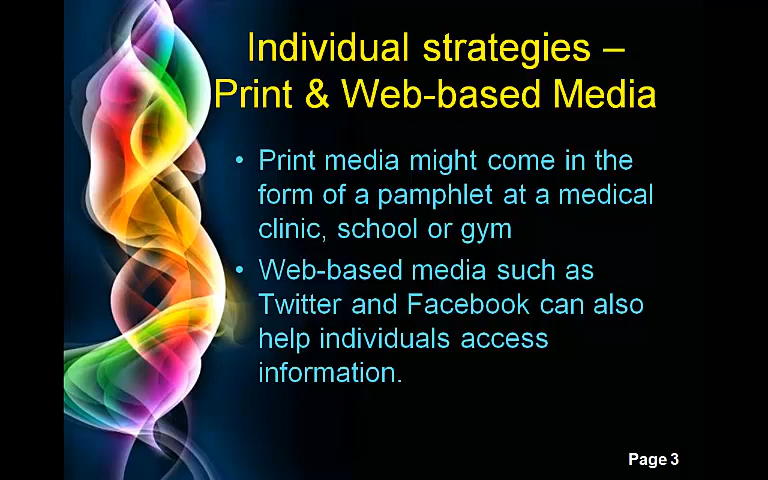 Individual strategies –
Print & Web-based Media
• Print media might come in the
form of a pamphlet at a medical
clinic, school or gym
• Web-based media such as
Twitter and Facebook can also
help individuals access
information.
Page 3